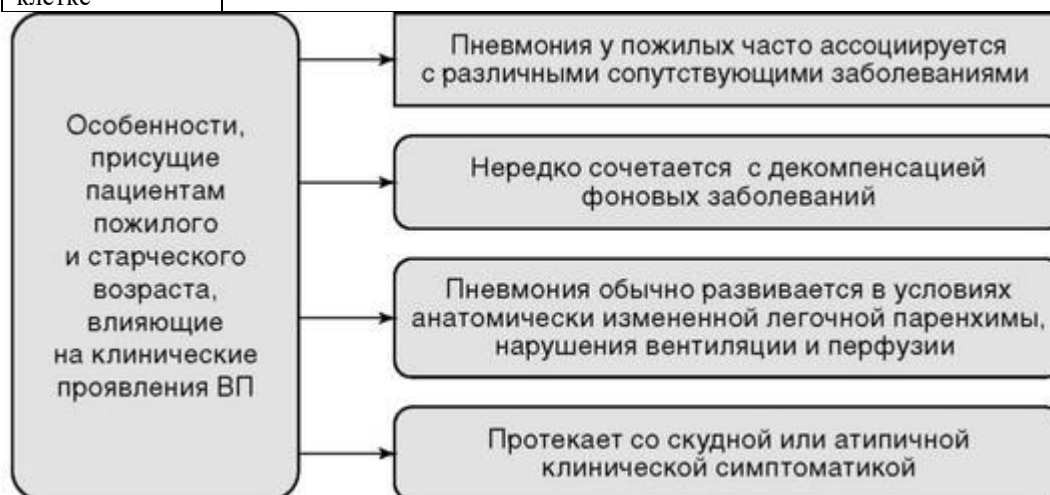 клетке
Особенности,
присущие
пациентам
пожилого
и старческого
возраста,
влияющие
на клинические
проявления ВП
Пневмония у пожилых часто ассоциируется
с различными сопутствующими заболеваниями
Нередко сочетается с декомпенсацией
фоновых заболеваний
Пневмония обычно развивается в условиях
анатомически измененной легочной паренхимы,
нарушения вентиляции и перфузии
Протекает со скудной или атипичной
клинической симптоматикой